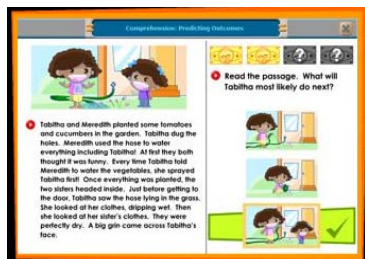 Comprehension: Predicting Outcomes
Read the passage. What will
Tabitha most likely do next?
Tabitha and Meredith planted some tomatoes
and cucumbers in the garden. Tabitha dug the
holes. Meredith used the hose to water
everything including Tabitha! At first they both
thought it was funny. Every time Tabitha told
Meredith to water the vegetables, she sprayed
Tabitha first! Once everything was planted, the
two sisters headed inside. Just before getting to
the door, Tabitha saw the hose lying in the grass.
She looked at her clothes, dripping wet. Then
she looked at her sister's clothes. They were
perfectly dry. A big grin came across Tabitha's
face.